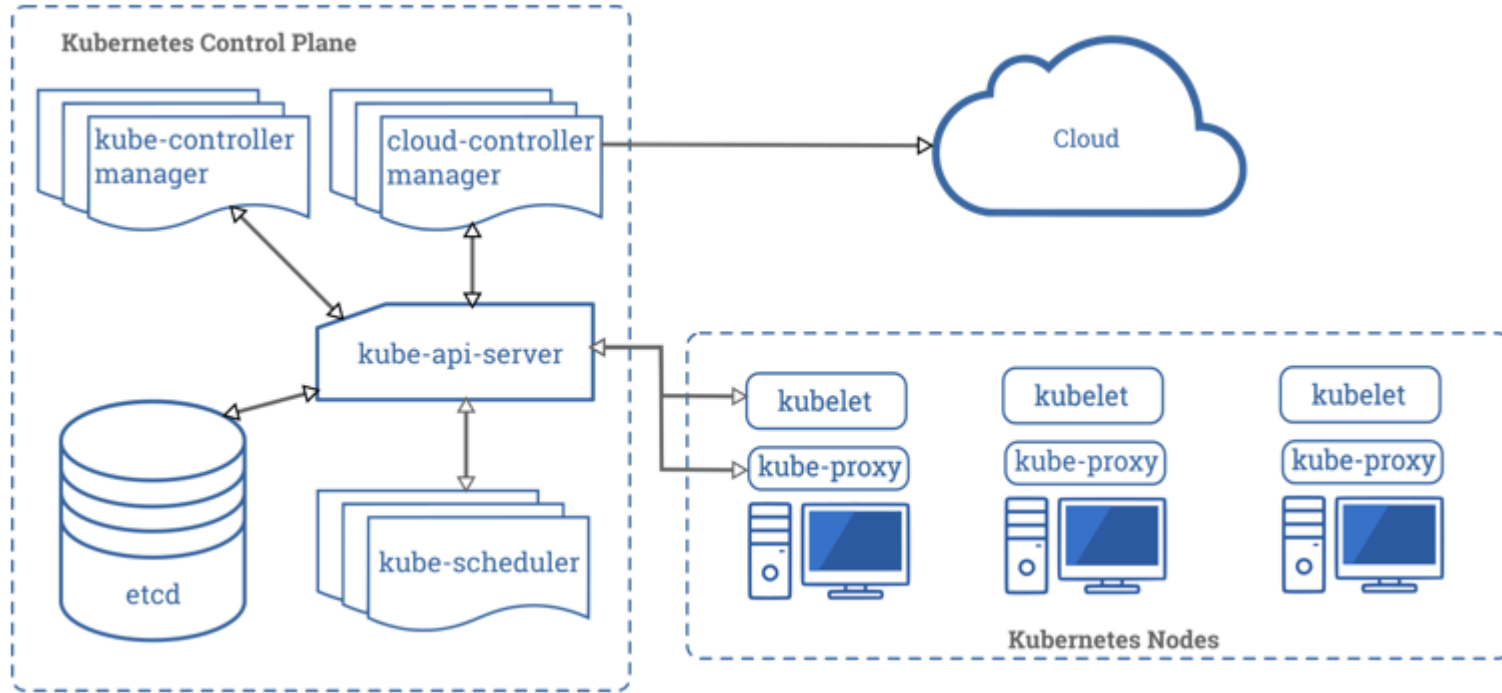 Kubernetes Control Plane
kube-controller
manager
cloud-controller
manager
Cloud
kube-api-server
etcd
kube-scheduler
kubelet
kube-proxy
kubelet
kube-proxy
kubelet
kube-proxy
Kubernetes Nodes